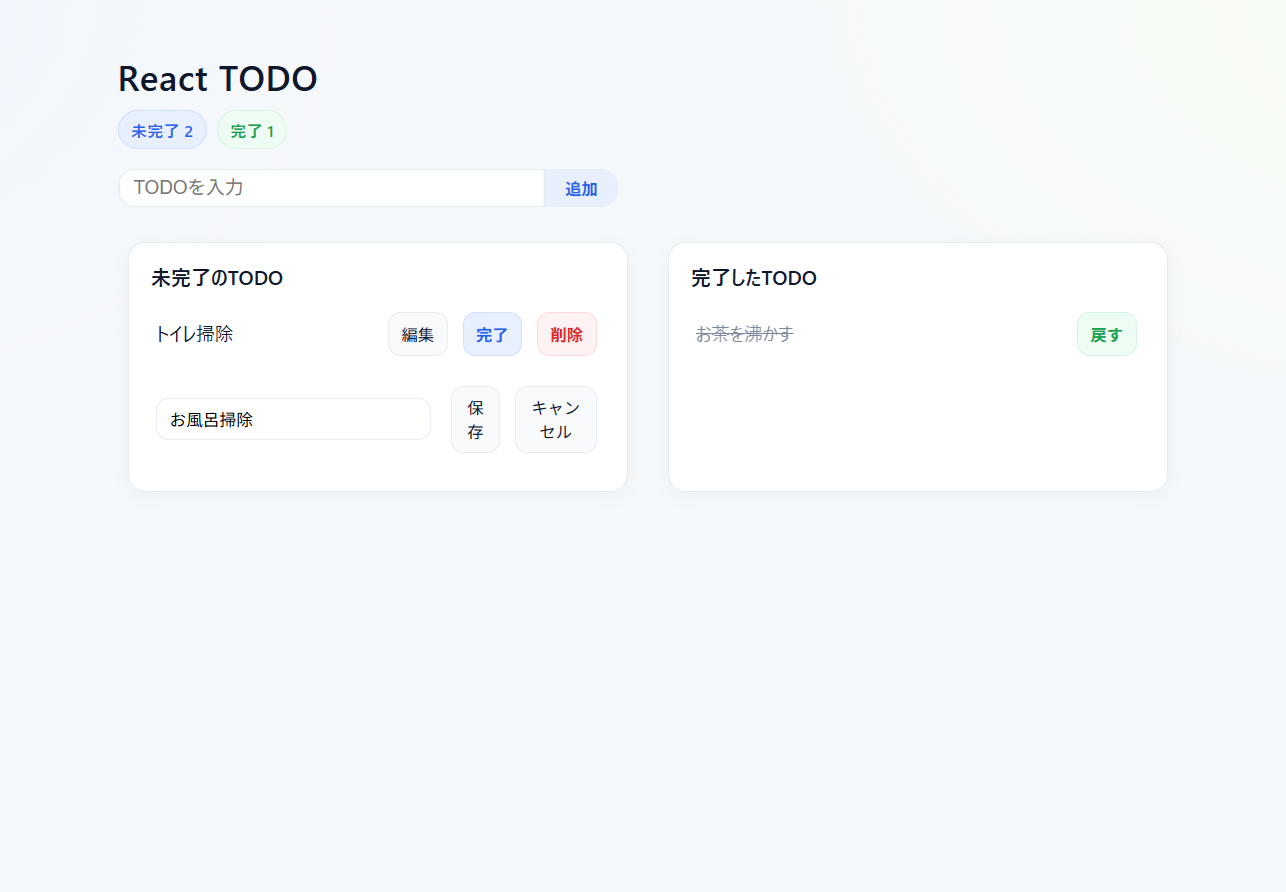 React TODO
未完了 2 完了 1
TODOを入力 追加
未完了のTODO
トイレ掃除 編集 完了 削除
お風呂掃除
保
存
キャン
セル
完了したTODO
お茶を沸かす 戻す